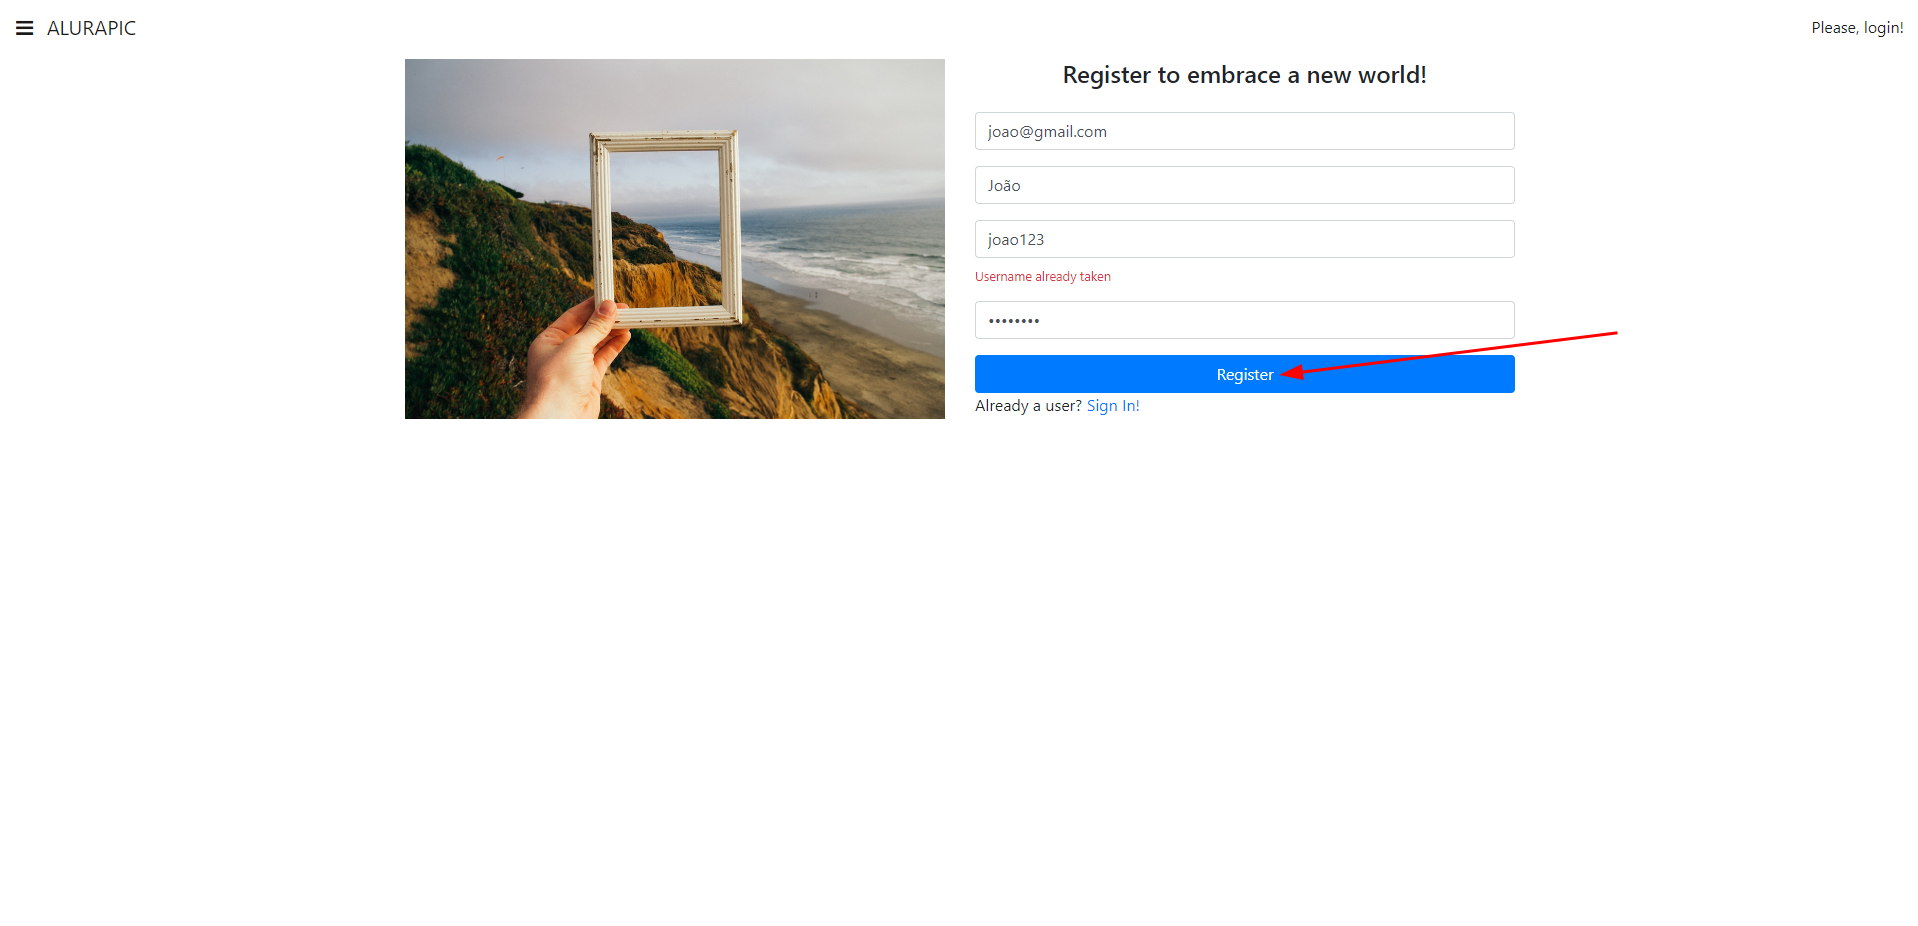 ALURAPIC
Please, login!
Register to embrace a new world!
joao@gmail.com
João
joao123
Username already taken
••••••••
Register
Already a user? Sign In!